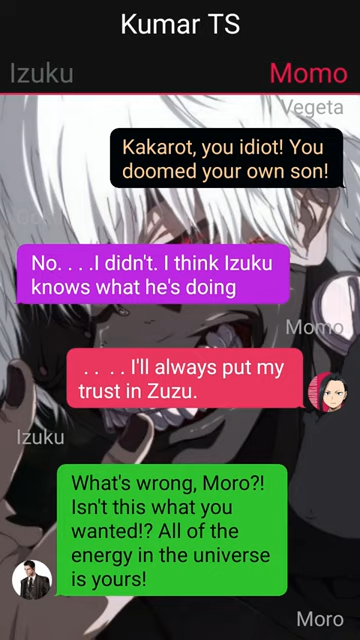 Kumar TS
Izuku
Momo
Vegeta
Kakarot, you idiot! You
doomed your own son!
No. . . .I didn't. I think Izuku
knows what he's doing
Momo
. . . . I'll always put my
trust in Zuzu.
Izuku
What's wrong, Moro?!
Isn't this what you
wanted!? All of the
energy in the universe
is yours!
Moro